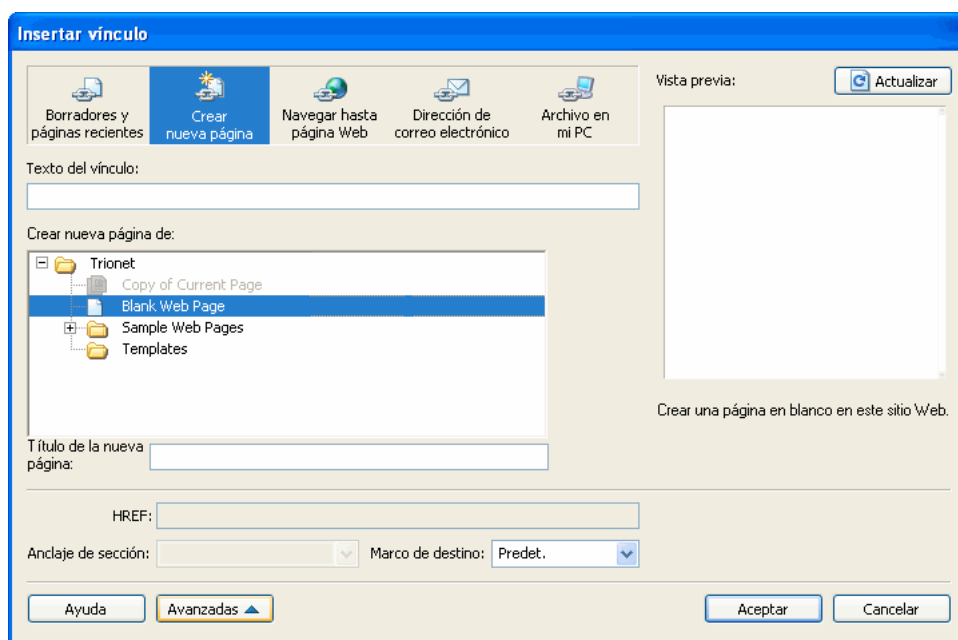 Insertar vínculo
Borradores y
páginas recientes
Crear
nueva página
Navegar hasta
página Web
Dirección de
correo electrónico
Archivo en
mi PC
Vista previa:
Actualizar
Texto del vínculo:
Crear nueva página de:
Trionet
Copy of Current Page
Blank Web Page
Sample Web Pages
Templates
Crear una página en blanco en este sitio Web.
Título de la nueva
página:
HREF:
Anclaje de sección:
Marco de destino: Predet.
Ayuda
Avanzadas
Aceptar
Cancelar